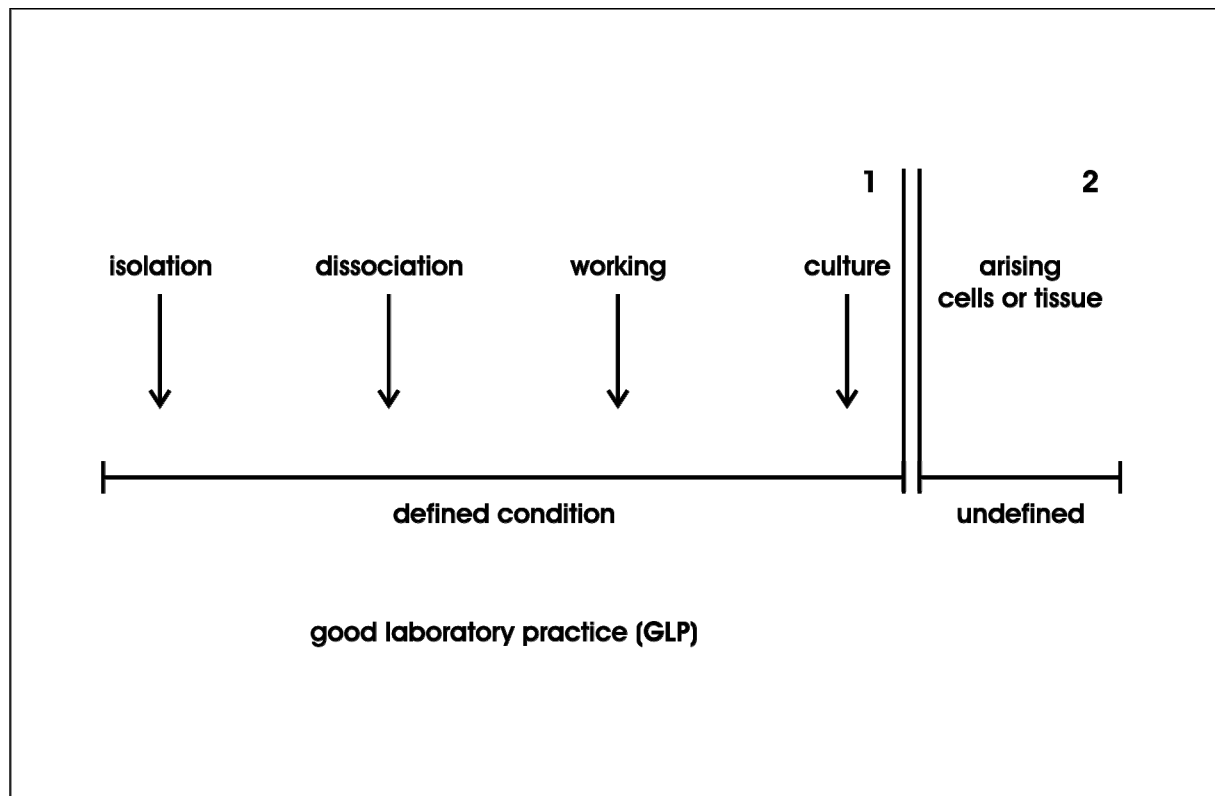 1
2
isolation
dissociation
working
culture
arising
cells or tissue
defined condition
undefined
good laboratory practice (GLP)